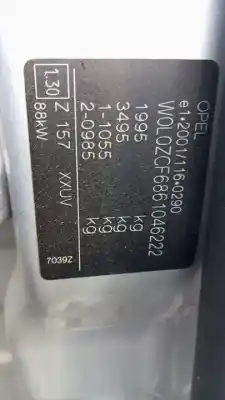 OPEL
e1*2001/116*0290
W0L0ZCF6861046222
1995 kg
3495 kg
1-1055 kg
2-0985 kg
1.30 Z 157 XXUV
88kW
7039Z